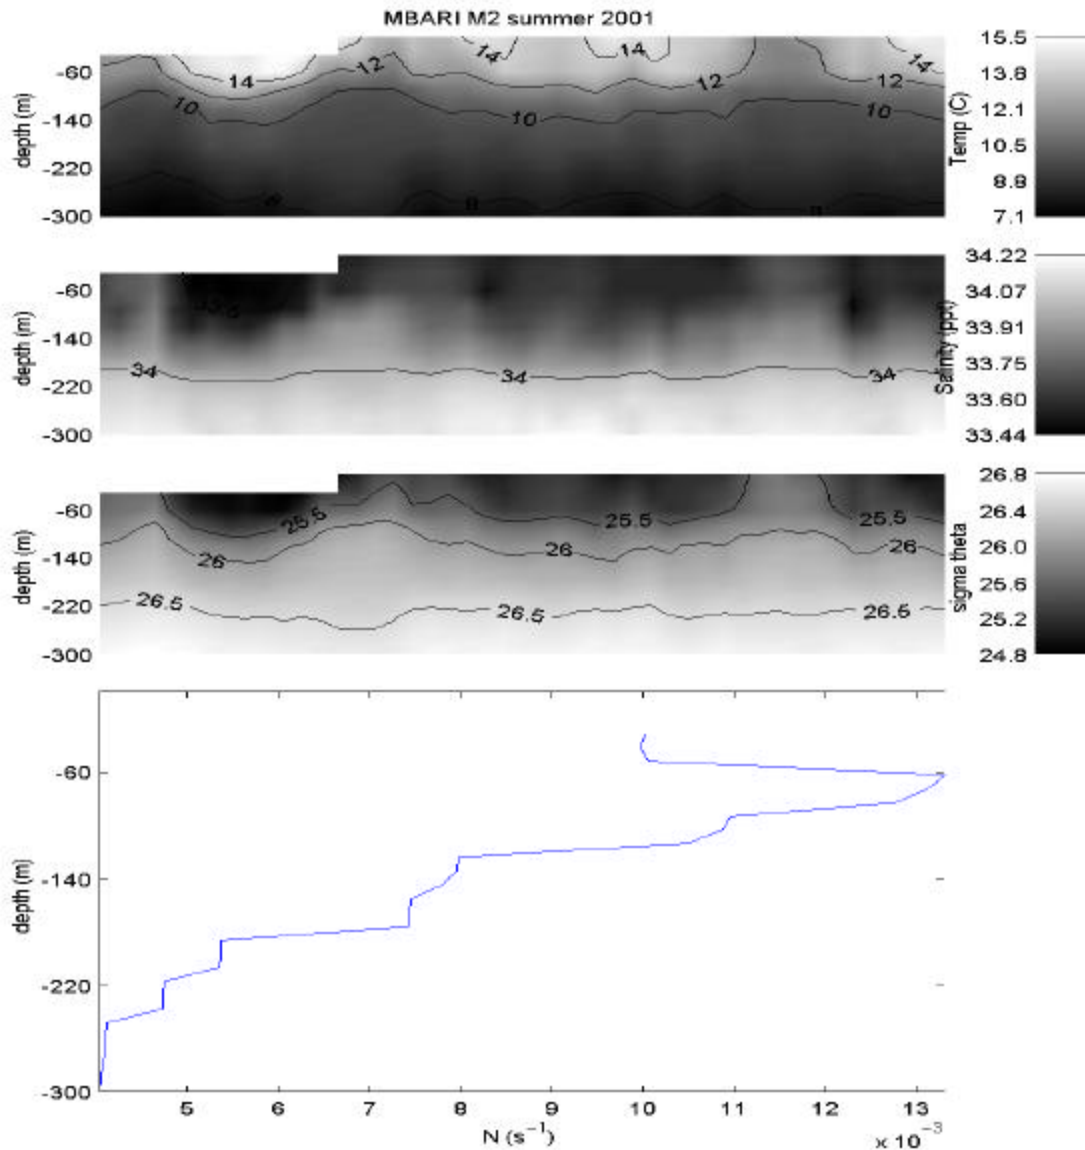 MBARI M2 summer 2001
14 14 14 14
12 12 12
10 10 10
8 8 8
-60
-140
-220
-300
depth (m)
Temp (C)
15.5
13.8
12.1
10.5
8.8
7.1
33.6
34 34 34
-60
-140
-220
-300
depth (m)
Salinity (ppt)
34.22
34.07
33.91
33.75
33.60
33.44
25.5 25.5 25.5
26 26 26
26.5 26.5 26.5
-60
-140
-220
-300
depth (m)
sigma theta
26.8
26.4
26.0
25.6
25.2
24.8
-60
-140
-220
-300
depth (m)
5 6 7 8 9 10 11 12 13
N (s⁻¹)
x 10⁻³